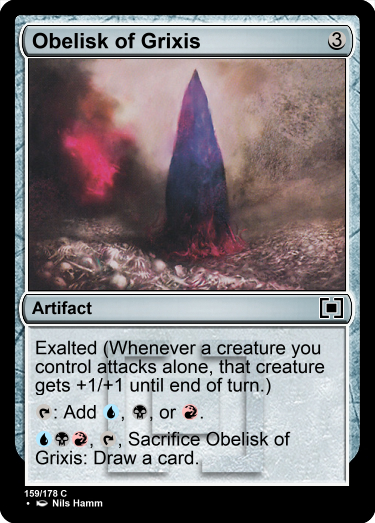 Obelisk of Grixis 3
Artifact
Exalted (Whenever a creature you
control attacks alone, that creature
gets +1/+1 until end of turn.)
: Add , , or .
, , Sacrifice Obelisk of
Grixis: Draw a card.
159/178 C
• Nils Hamm